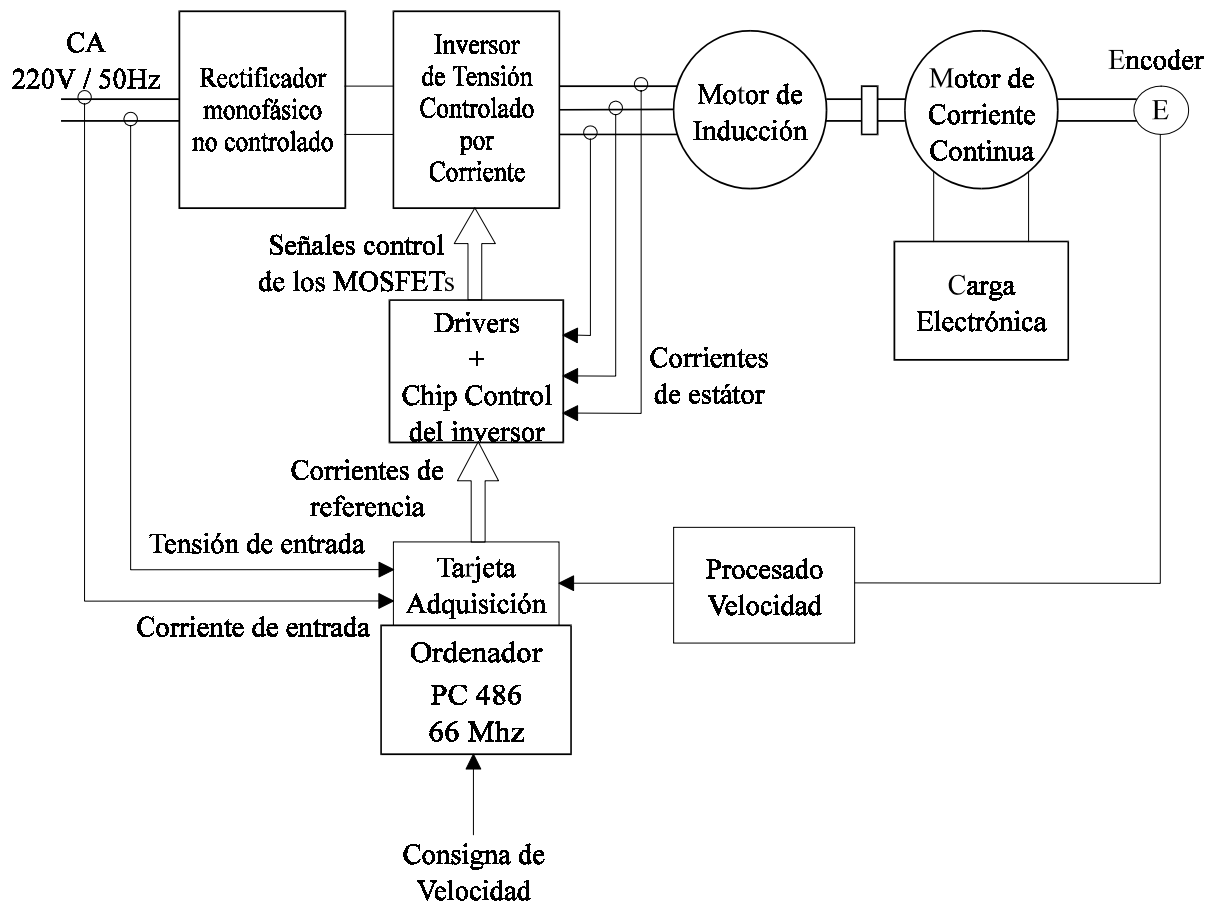 CA
220V / 50Hz
Rectificador
monofásico
no controlado
Inversor
de Tensión
Controlado
por
Corriente
Motor de
Inducción
Motor de
Corriente
Continua
Encoder
E
Señales control
de los MOSFETs
Drivers
+
Chip Control
del inversor
Corrientes
de estátor
Carga
Electrónica
Corrientes de
referencia
Tensión de entrada
Corriente de entrada
Tarjeta
Adquisición
Procesado
Velocidad
Ordenador
PC 486
66 Mhz
Consigna de
Velocidad